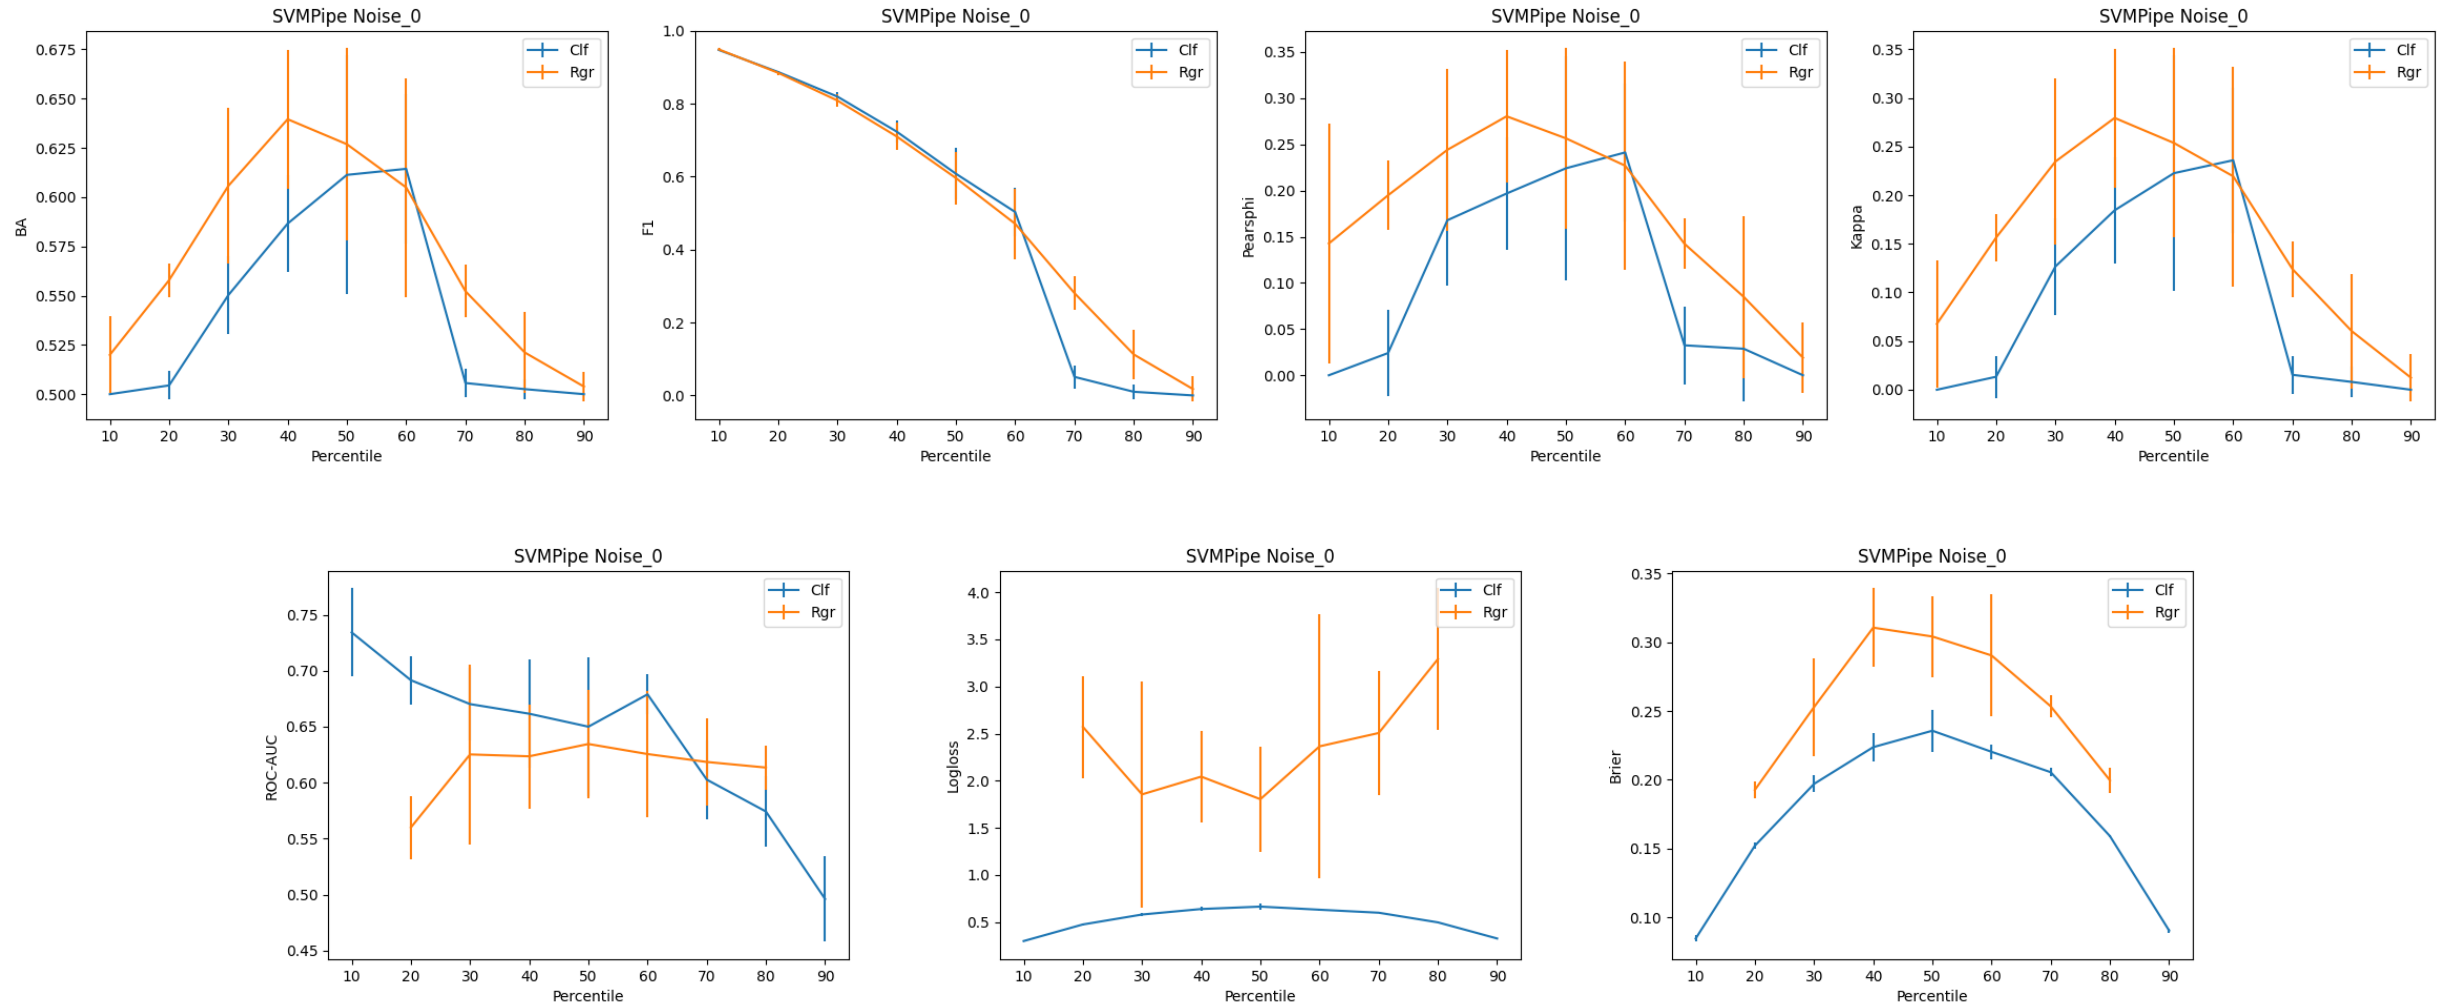 SVMPipe Noise_0
BA
0.675
0.650
0.625
0.600
0.575
0.550
0.525
0.500
Clf
Rgr
10 20 30 40 50 60 70 80 90
Percentile
SVMPipe Noise_0
F1
1.0
0.8
0.6
0.4
0.2
0.0
Clf
Rgr
10 20 30 40 50 60 70 80 90
Percentile
SVMPipe Noise_0
Pearsphi
0.35
0.30
0.25
0.20
0.15
0.10
0.05
0.00
Clf
Rgr
10 20 30 40 50 60 70 80 90
Percentile
SVMPipe Noise_0
Kappa
0.35
0.30
0.25
0.20
0.15
0.10
0.05
0.00
Clf
Rgr
10 20 30 40 50 60 70 80 90
Percentile
SVMPipe Noise_0
ROC-AUC
0.75
0.70
0.65
0.60
0.55
0.50
0.45
Clf
Rgr
10 20 30 40 50 60 70 80 90
Percentile
SVMPipe Noise_0
Logloss
4.0
3.5
3.0
2.5
2.0
1.5
1.0
0.5
Clf
Rgr
10 20 30 40 50 60 70 80 90
Percentile
SVMPipe Noise_0
Brier
0.35
0.30
0.25
0.20
0.15
0.10
Clf
Rgr
10 20 30 40 50 60 70 80 90
Percentile